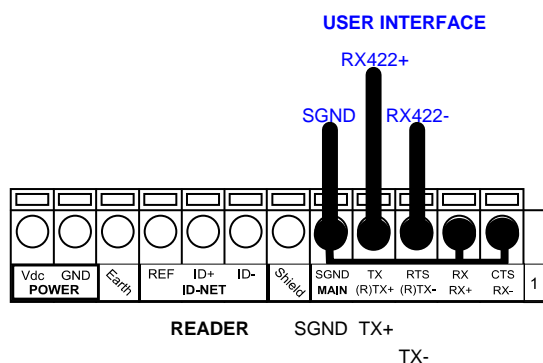 USER INTERFACE
RX422+
SGND RX422-
Vdc GND Earth REF ID+ ID- Shield SGND TX RTS RX CTS 1
POWER ID-NET MAIN (R)TX+ (R)TX- RX+ RX-
READER SGND TX+
TX-